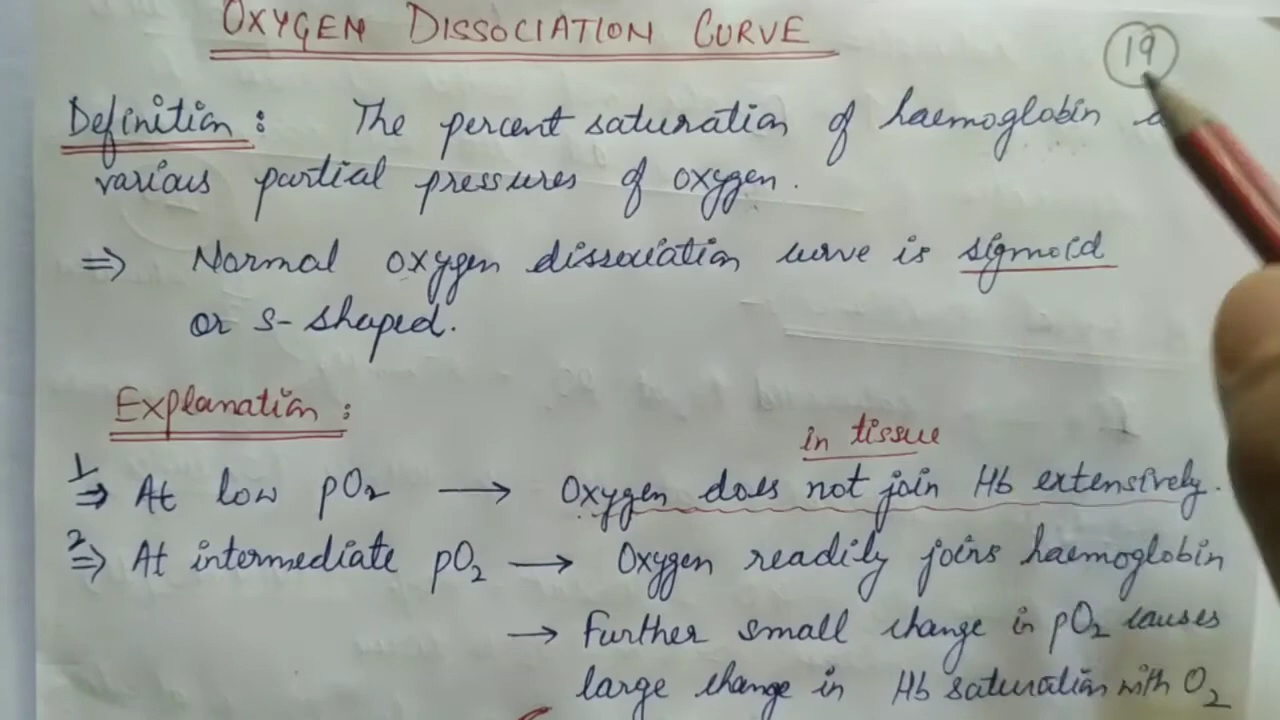 OXYGEN DISSOCIATION CURVE
19
Definition : The percent saturation of haemoglobin
various partial pressures of oxygen.
⇒ Normal oxygen dissociation curve is sigmoid
or s-shaped.
Explanation :
in tissue
1⇒ At low pO₂ → Oxygen does not join Hb extensively.
2⇒ At intermediate pO₂ → Oxygen readily joins haemoglobin
→ Further small change in pO₂ causes
large change in Hb saturation with O₂